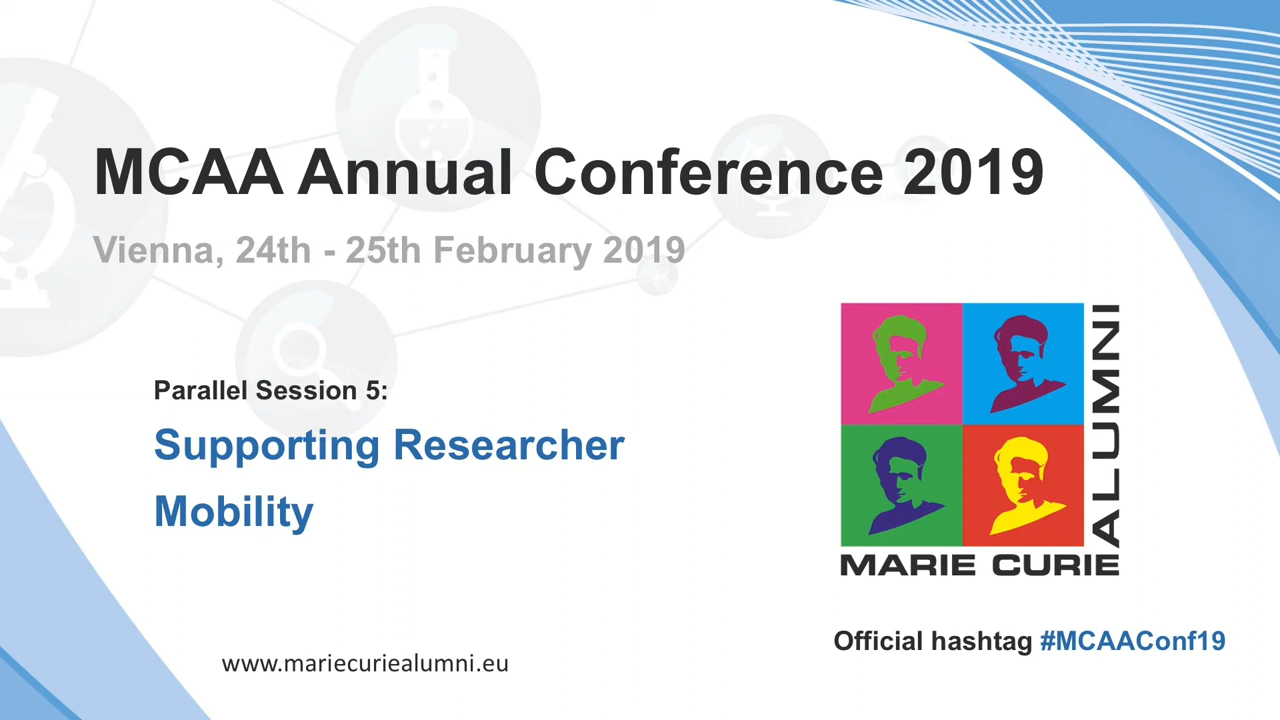 MCAA Annual Conference 2019
Vienna, 24th - 25th February 2019
Parallel Session 5:
Supporting Researcher
Mobility
ALUMNI
MARIE CURIE
Official hashtag #MCAAConf19
www.mariecuriealumni.eu